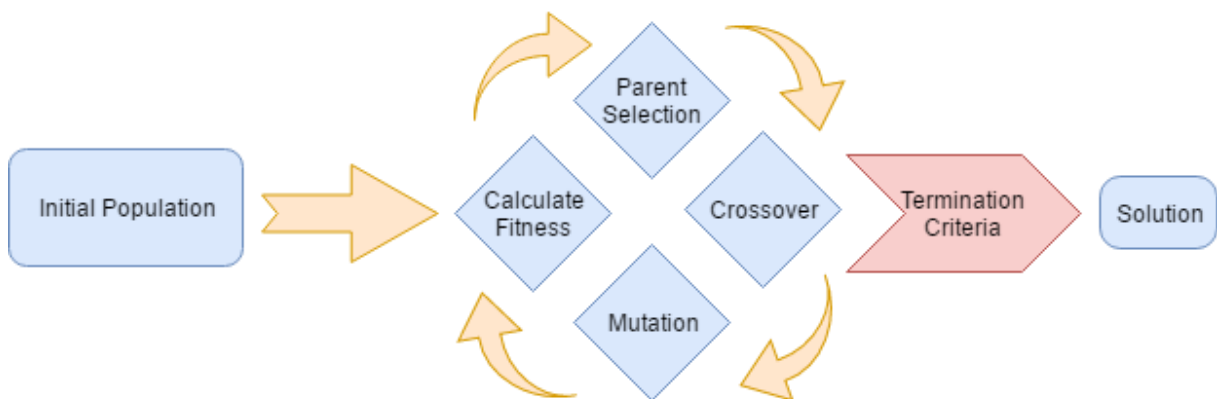 Initial Population
Calculate
Fitness
Parent
Selection
Crossover
Mutation
Termination
Criteria
Solution